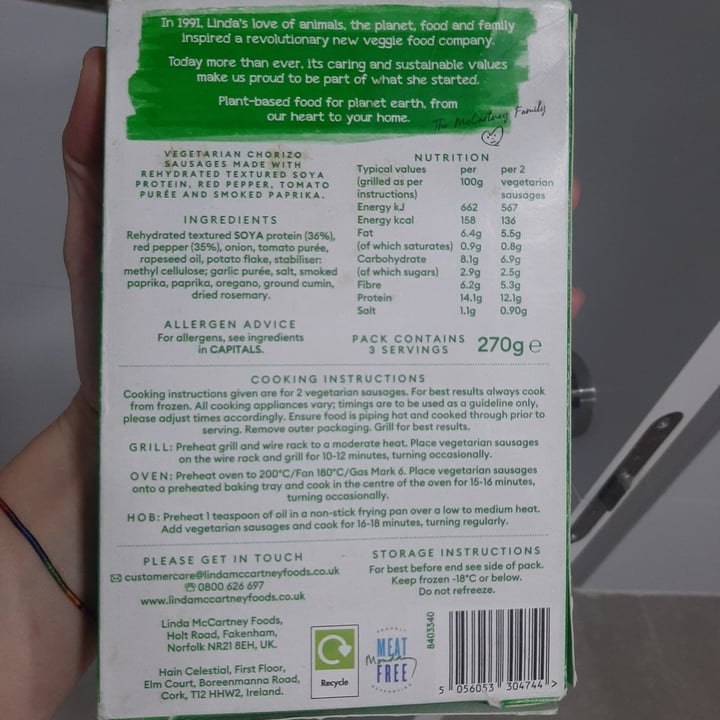 In 1991, Linda's love of animals, the planet, food and family
inspired a revolutionary new veggie food company.
Today more than ever, its caring and sustainable values
make us proud to be part of what she started.
Plant-based food for planet earth, from
our heart to your home.
The McCartney Family
VEGETARIAN CHORIZO
SAUSAGES MADE WITH
REHYDRATED TEXTURED SOYA
PROTEIN, RED PEPPER, TOMATO
PURÉE AND SMOKED PAPRIKA.
INGREDIENTS
Rehydrated textured SOYA protein (36%),
red pepper (35%), onion, tomato purée,
rapeseed oil, potato flake, stabiliser:
methyl cellulose; garlic purée, salt, smoked
paprika, paprika, oregano, ground cumin,
dried rosemary.
ALLERGEN ADVICE
For allergens, see ingredients
in CAPITALS.
NUTRITION
Typical values per per 2
(grilled as per 100g vegetarian
instructions) sausages
Energy kJ 662 567
Energy kcal 158 136
Fat 6.4g 5.5g
(of which saturates) 0.9g 0.8g
Carbohydrate 8.1g 6.9g
(of which sugars) 2.9g 2.5g
Fibre 6.2g 5.3g
Protein 14.1g 12.1g
Salt 1.1g 0.90g
PACK CONTAINS
3 SERVINGS
270g e
COOKING INSTRUCTIONS
Cooking instructions given are for 2 vegetarian sausages. For best results always cook
from frozen. All cooking appliances vary; timings are to be used as a guideline only,
please adjust times accordingly. Ensure food is piping hot and cooked through prior to
serving. Remove outer packaging. Grill for best results.
GRILL: Preheat grill and wire rack to a moderate heat. Place vegetarian sausages
on the wire rack and grill for 10-12 minutes, turning occasionally.
OVEN: Preheat oven to 200°C/Fan 180°C/Gas Mark 6. Place vegetarian sausages
onto a preheated baking tray and cook in the centre of the oven for 15-16 minutes,
turning occasionally.
HOB: Preheat 1 teaspoon of oil in a non-stick frying pan over a low to medium heat.
Add vegetarian sausages and cook for 16-18 minutes, turning regularly.
PLEASE GET IN TOUCH
customercare@lindamccartneyfoods.co.uk
0800 626 697
www.lindamccartneyfoods.co.uk
Linda McCartney Foods,
Holt Road, Fakenham,
Norfolk NR21 8EH, UK.
Hain Celestial, First Floor,
Elm Court, Boreenmanna Road,
Cork, T12 HHW2, Ireland.
STORAGE INSTRUCTIONS
For best before end see side of pack.
Keep frozen -18°C or below.
Do not refreeze.
Recycle
MEAT
Monday
FREE
8403340
5 056053 304744 >